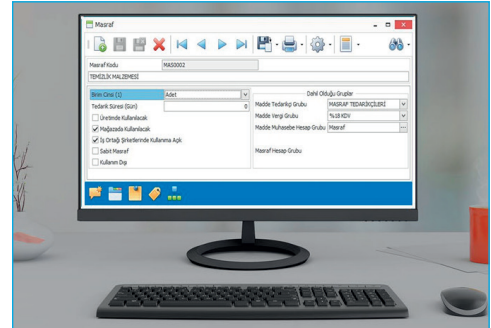 Masraf
Masraf Kodu MAS0002
TEMİZLİK MALZEMESİ
Birim Cinsi (1) Adet
Tedarik Süresi (Gün) 0
Üretimde Kullanılacak
Mağazada Kullanılacak
İş Ortağı Şirketlerinde Kullanıma Açık
Sabit Masraf
Kullanım Dışı
Dahil Olduğu Gruplar
Madde Tedarikçi Grubu MASRAF TEDARİKÇİLERİ
Madde Vergi Grubu %18 KDV
Madde Muhasebe Hesap Grubu Masraf
Masraf Hesap Grubu